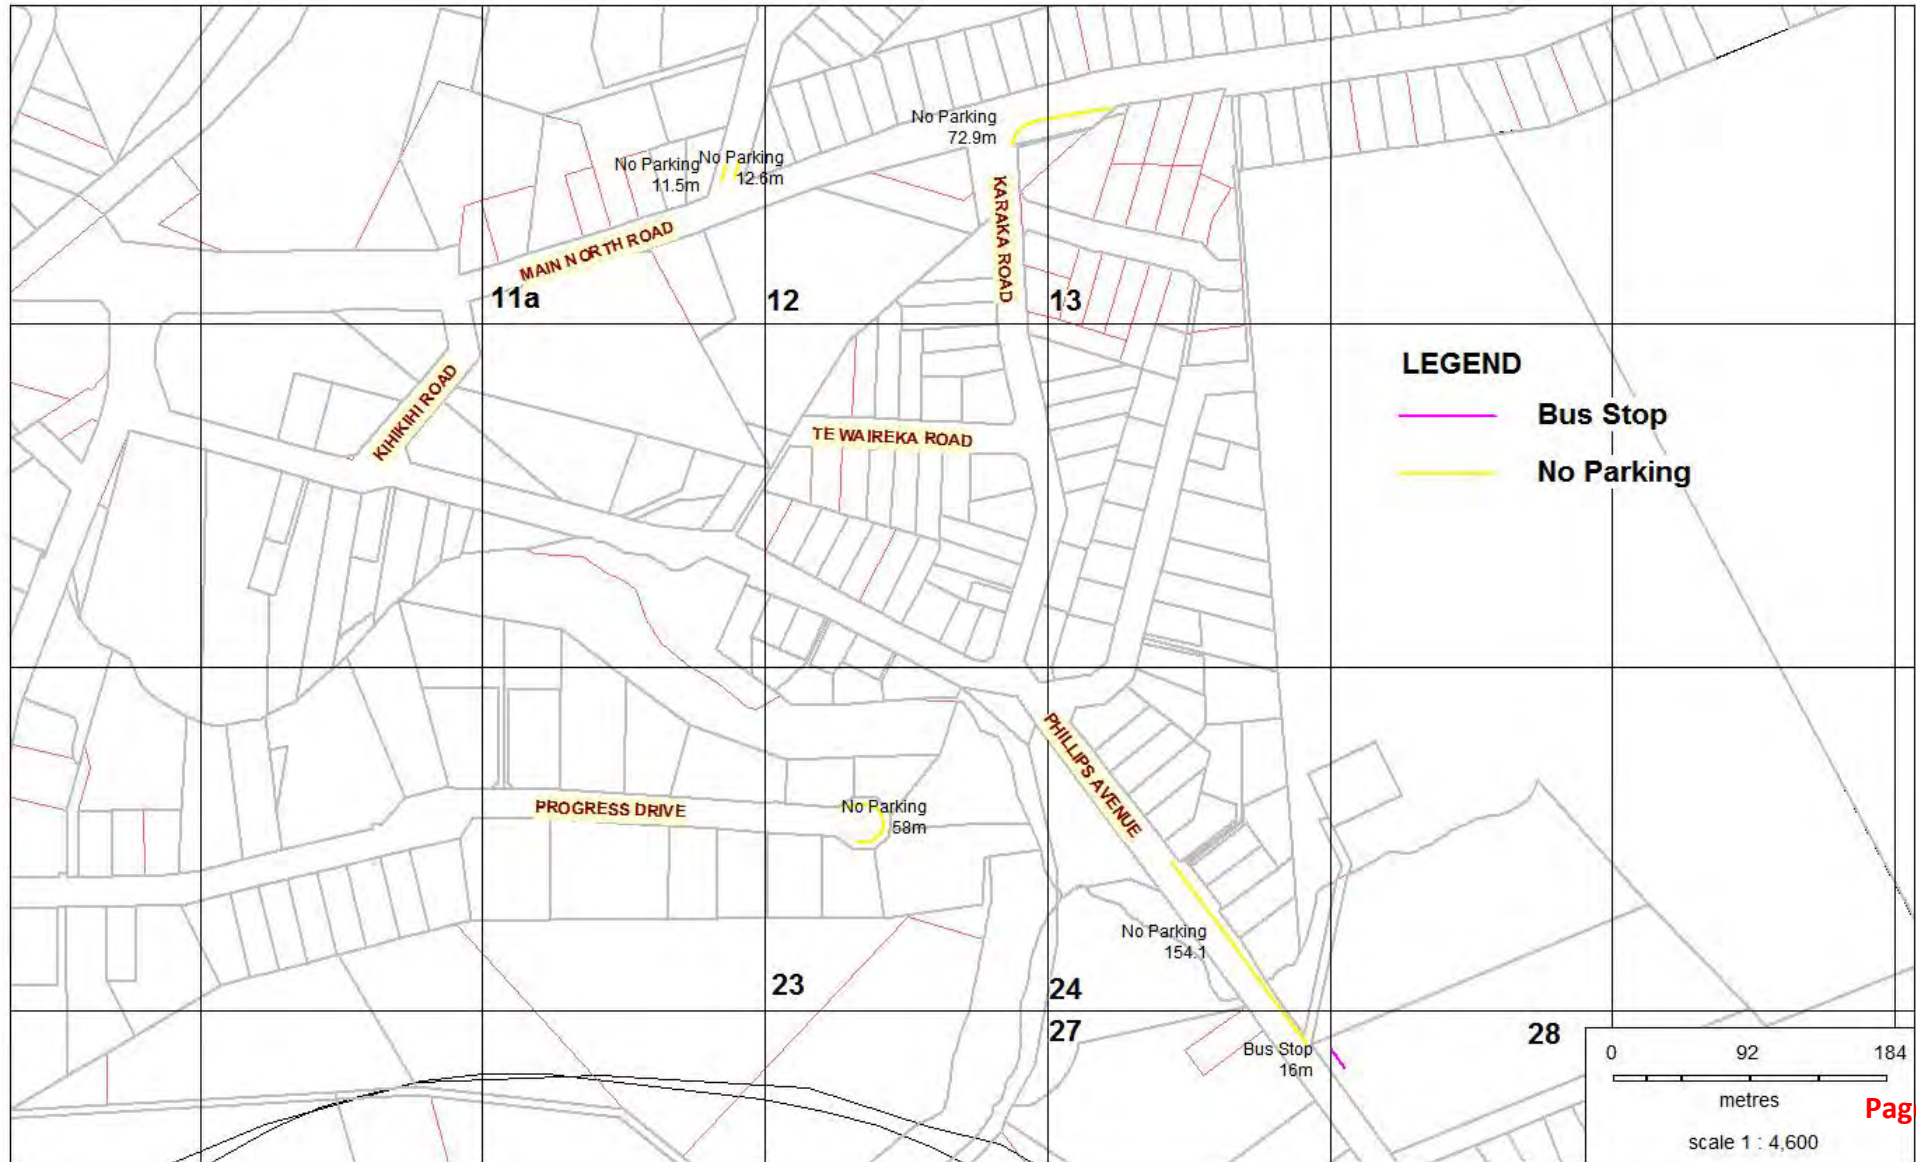 No Parking
72.9m
No Parking
11.5m
No Parking
12.6m
KARAKA ROAD
MAIN NORTH ROAD
11a
12
13
KIHIKIHI ROAD
TE WAIREKA ROAD
LEGEND
Bus Stop
No Parking
PHILLIPS AVENUE
PROGRESS DRIVE
No Parking
58m
No Parking
154.1
23
24
27
28
Bus Stop
16m
0 92 184
metres
scale 1 : 4,600
Pag